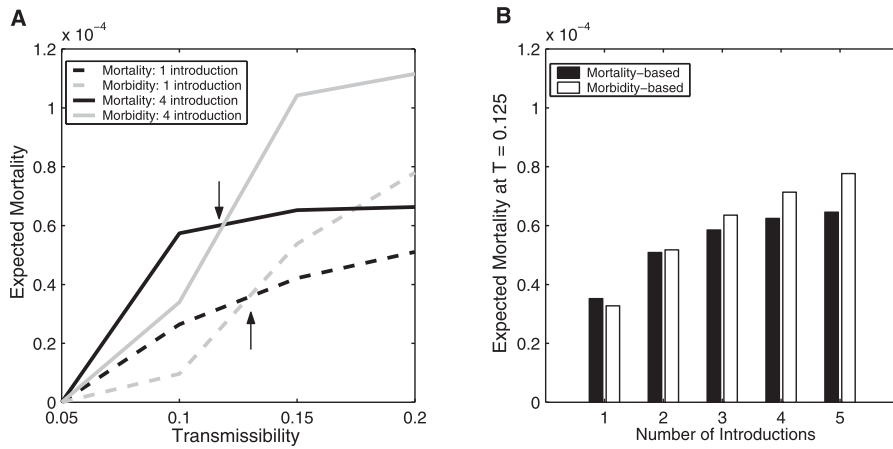 A
x 10⁻⁴
1.2
1
0.8
0.6
0.4
0.2
0
Expected Mortality
Mortality: 1 introduction
Morbidity: 1 introduction
Mortality: 4 introduction
Morbidity: 4 introduction
0.05
0.1
0.15
0.2
Transmissibility
B
x 10⁻⁴
1.2
1
0.8
0.6
0.4
0.2
0
Expected Mortality at T = 0.125
Mortality-based
Morbidity-based
1
2
3
4
5
Number of Introductions